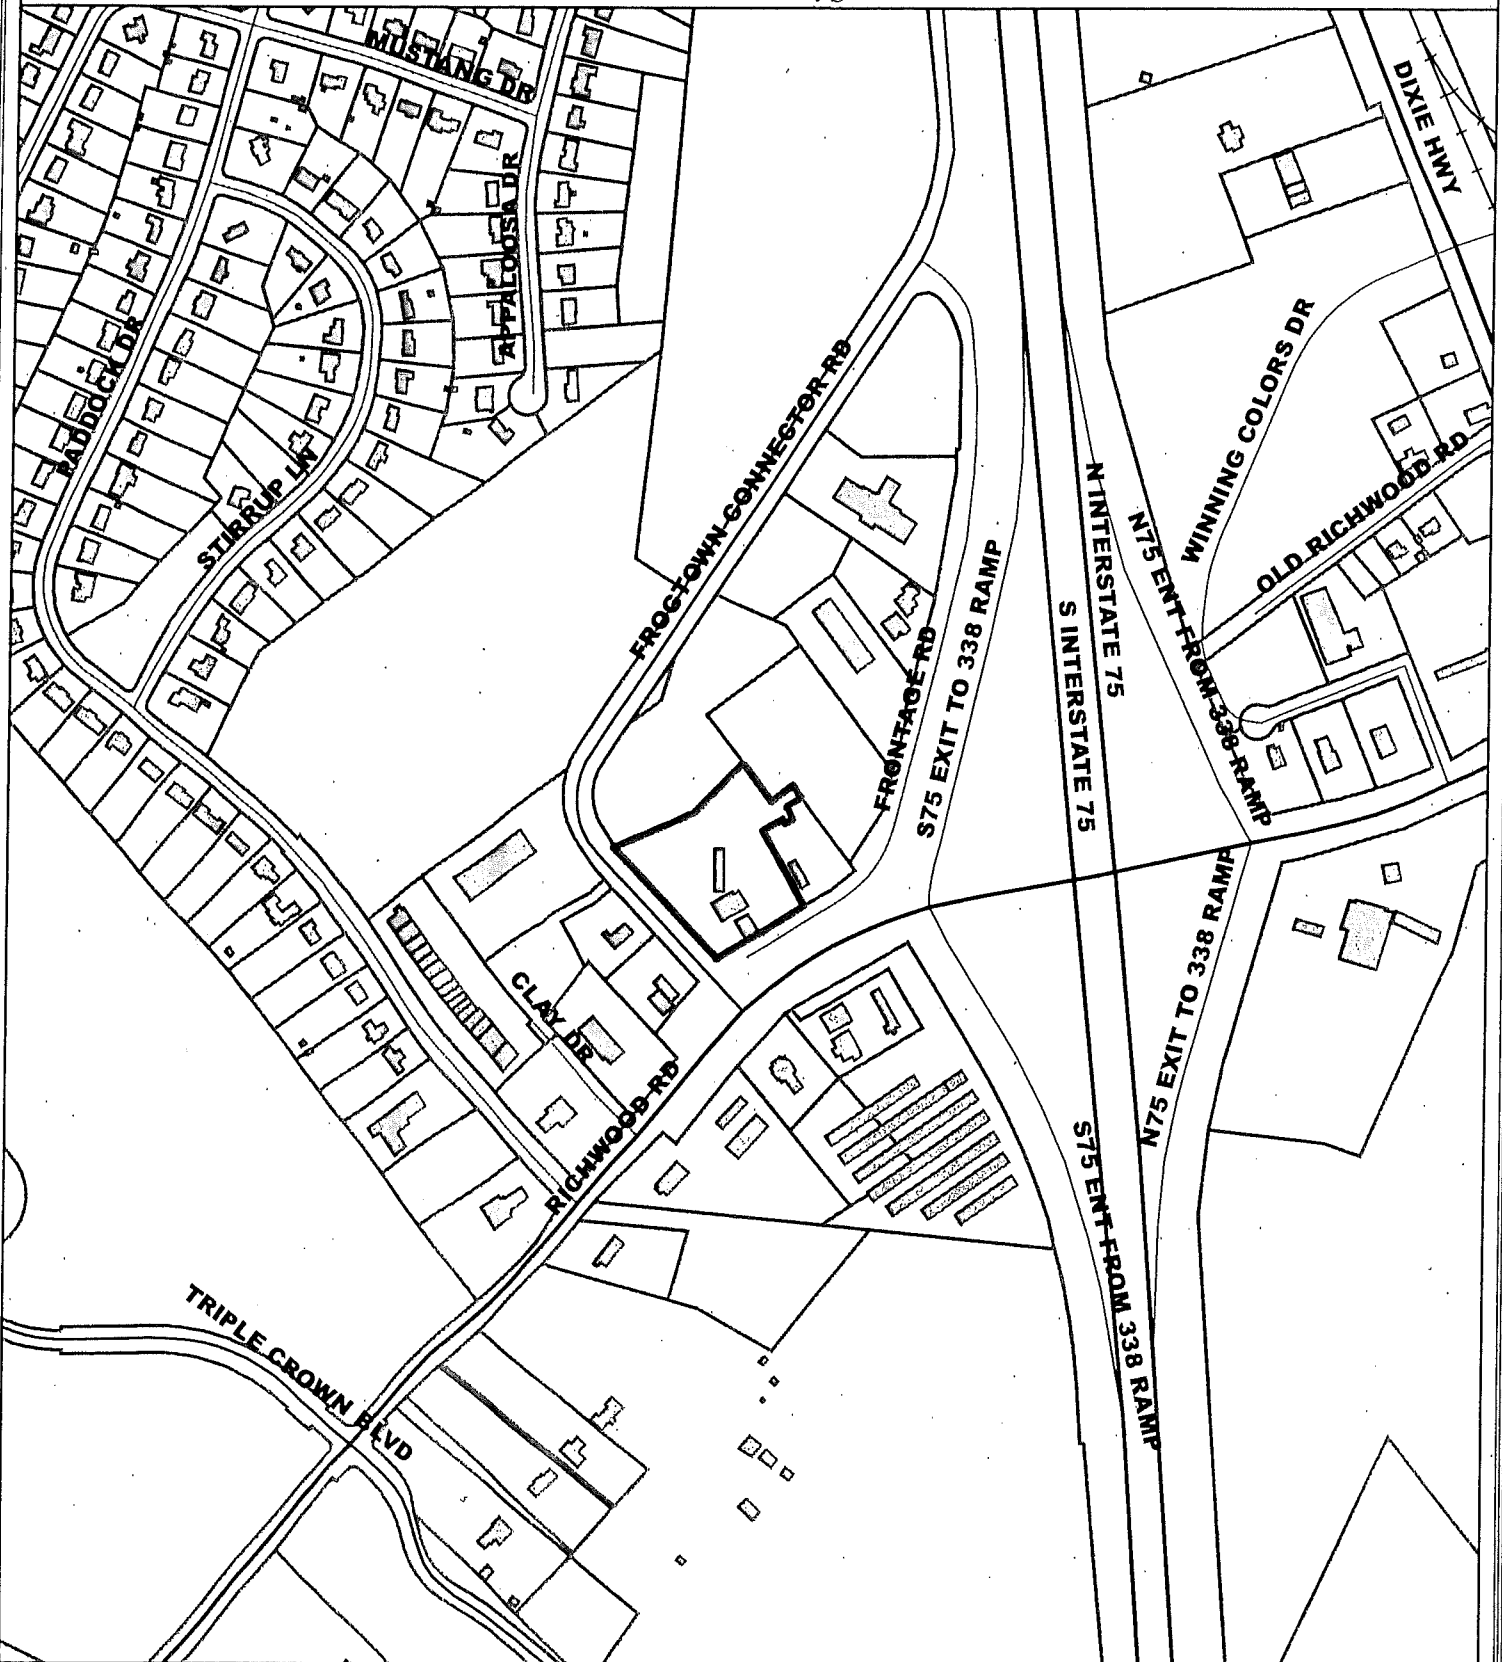 MUSTANG DR
DIXIE HWY
APPALOOSA DR
PADDOCK DR
STIRRUP LN
FROGTOWN CONNECTOR RD
WINNING COLORS DR
OLD RICHWOOD RD
N INTERSTATE 75
N75 ENT FROM 338 RAMP
S INTERSTATE 75
FRONTAGE RD
S75 EXIT TO 338 RAMP
CLAY DR
RICHWOOD RD
N75 EXIT TO 338 RAMP
S75 ENT FROM 338 RAMP
TRIPLE CROWN BLVD